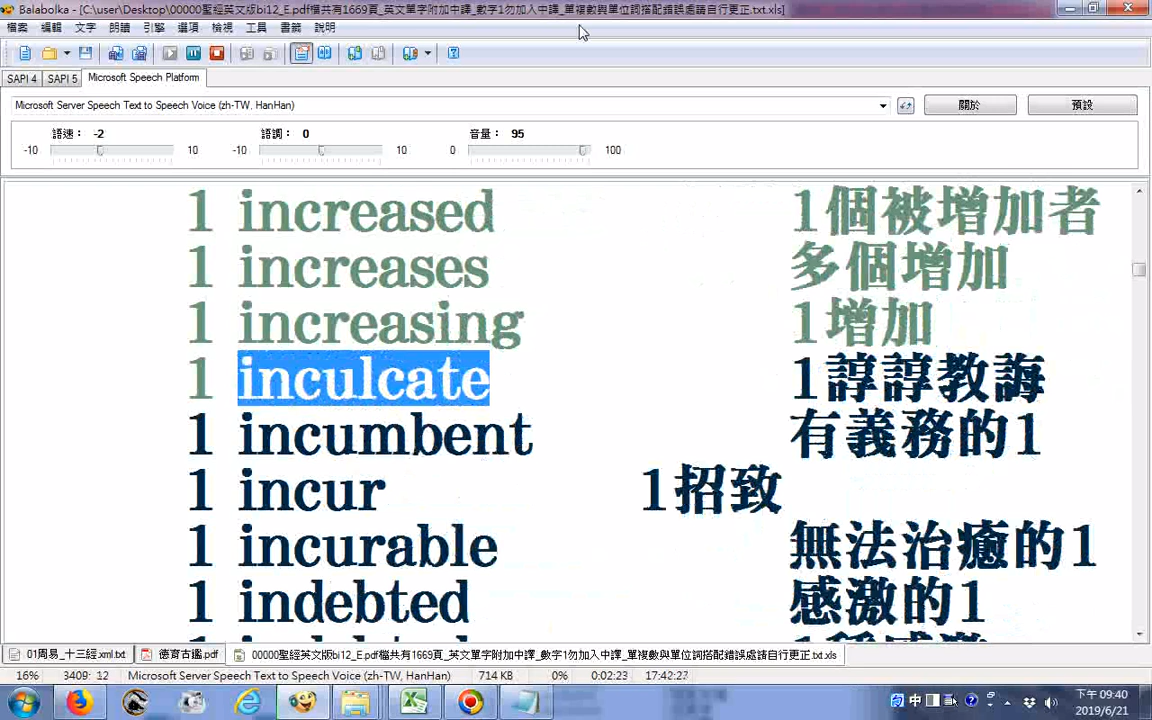 Balabolka - [C:\user\Desktop\00000聖經英文版bi12_E.pdf檔共有1669頁_英文單字附加中譯_數字1勿加入中譯_單複數與單位詞搭配錯誤處請自行更正.txt.xls]
檔案 編輯 文字 朗讀 引擎 選項 檢視 工具 書籤 說明
SAPI 4 SAPI 5 Microsoft Speech Platform
Microsoft Server Speech Text to Speech Voice (zh-TW, HanHan) 關於 預設
語速： -2 語調： 0 音量： 95
-10 10 -10 10 0 100
1 increased 1個被增加者
1 increases 多個增加
1 increasing 1增加
1 inculcate 1諄諄教誨
1 incumbent 有義務的1
1 incur 1招致
1 incurable 無法治癒的1
1 indebted 感激的1
01周易_十三經.xml.txt 德育古鑑.pdf 00000聖經英文版bi12_E.pdf檔共有1669頁_英文單字附加中譯_數字1勿加入中譯_單複數與單位詞搭配錯誤處請自行更正.txt.xls
16% 3409: 12 Microsoft Server Speech Text to Speech Voice (zh-TW, HanHan) 714 KB 0% 0:02:23 17:42:27
中 下午 09:40
2019/6/21